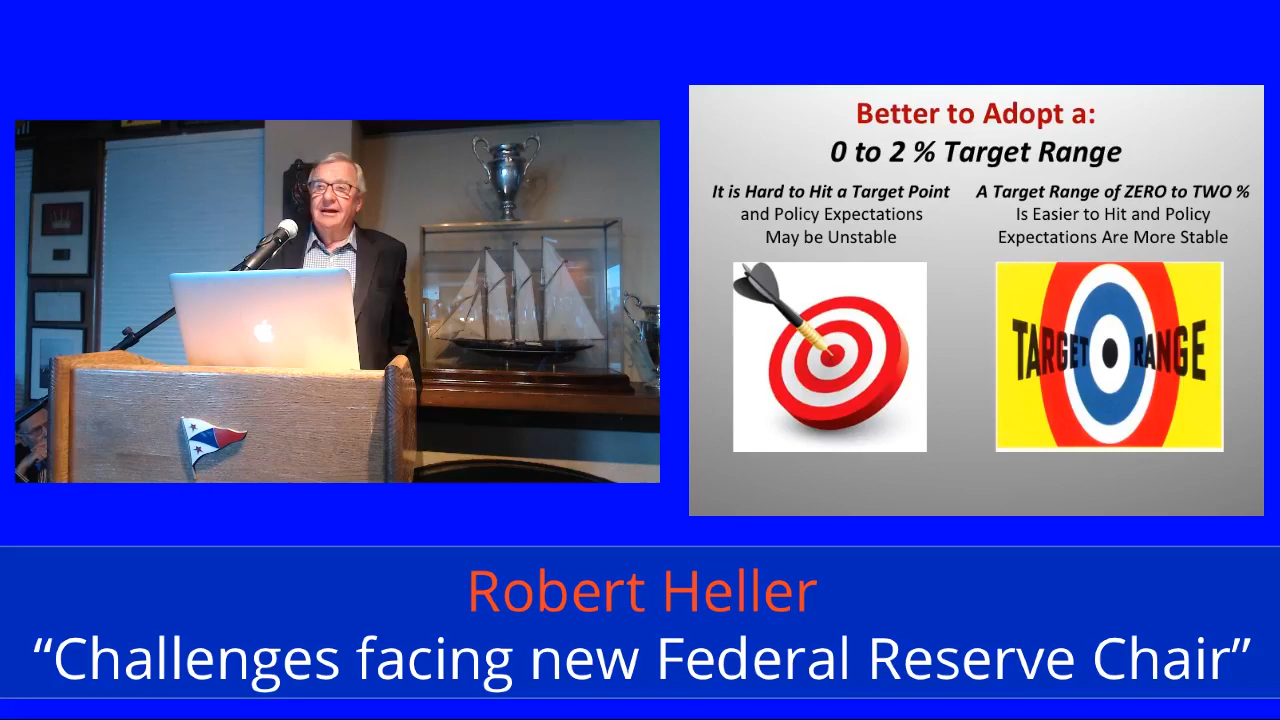 Better to Adopt a:
0 to 2 % Target Range
It is Hard to Hit a Target Point
and Policy Expectations
May be Unstable
A Target Range of ZERO to TWO %
Is Easier to Hit and Policy
Expectations Are More Stable
TARGET RANGE
Robert Heller
“Challenges facing new Federal Reserve Chair”